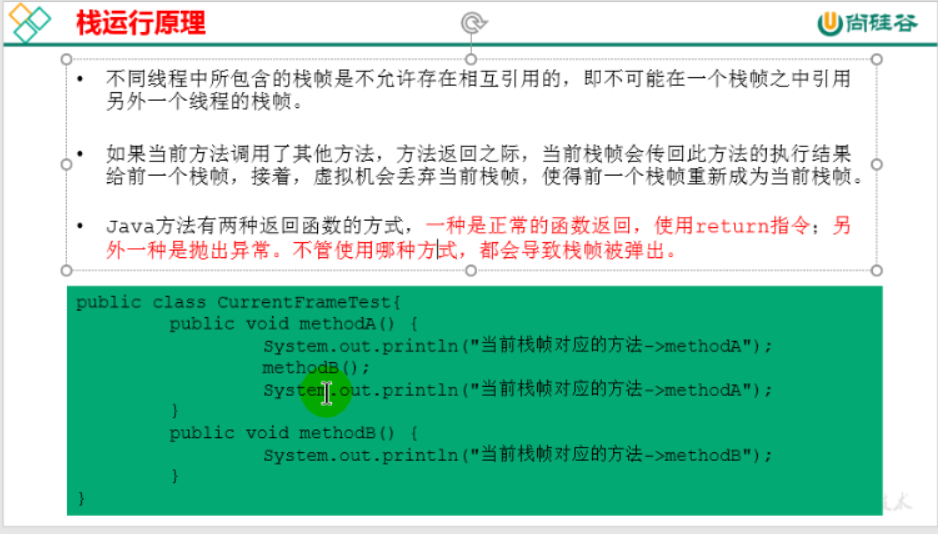 栈运行原理
尚硅谷
• 不同线程中所包含的栈帧是不允许存在相互引用的，即不可能在一个栈帧之中引用
另外一个线程的栈帧。
• 如果当前方法调用了其他方法，方法返回之际，当前栈帧会传回此方法的执行结果
给前一个栈帧，接着，虚拟机会丢弃当前栈帧，使得前一个栈帧重新成为当前栈帧。
• Java方法有两种返回函数的方式，一种是正常的函数返回，使用return指令；另
外一种是抛出异常。不管使用哪种方式，都会导致栈帧被弹出。
public class CurrentFrameTest{
public void methodA() {
System.out.println("当前栈帧对应的方法->methodA");
methodB();
System.out.println("当前栈帧对应的方法->methodA");
}
public void methodB() {
System.out.println("当前栈帧对应的方法->methodB");
}
}